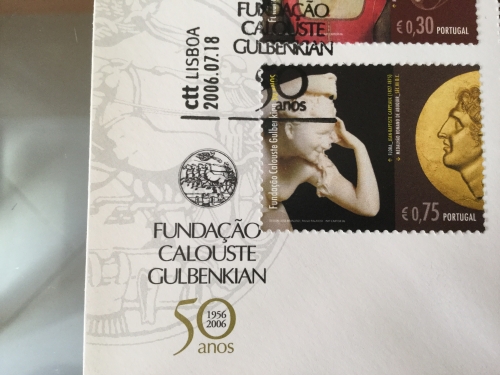 FUNDAÇÃO
CALOUSTE
GULBENKIAN
50
anos
ctt LISBOA
2006.07.18
€ 0,30 PORTUGAL
Fundação Calouste Gulbenkian
€ 0,75 PORTUGAL
FUNDAÇÃO
CALOUSTE
GULBENKIAN
50
1956
2006
anos